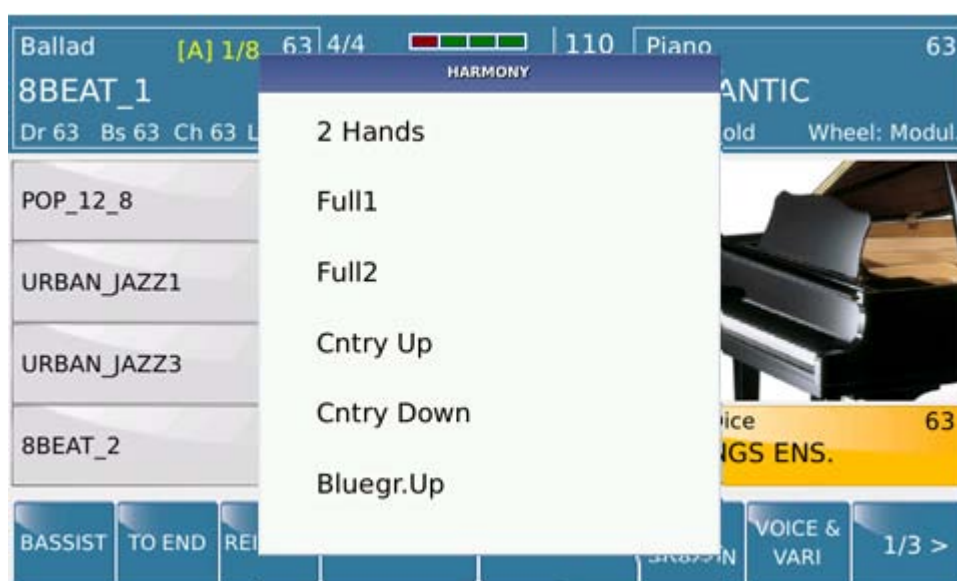 Ballad [A] 1/8 63 4/4 110 Piano 63
HARMONY
8BEAT_1 ANTIC
Dr 63 Bs 63 Ch 63 L old Wheel: Modul.
2 Hands
POP_12_8
Full1
URBAN_JAZZ1
Full2
URBAN_JAZZ3
Cntry Up
Cntry Down
63
8BEAT_2
GS ENS.
Bluegr.Up
BASSIST TO END REI VOICE & VARI 1/3 >